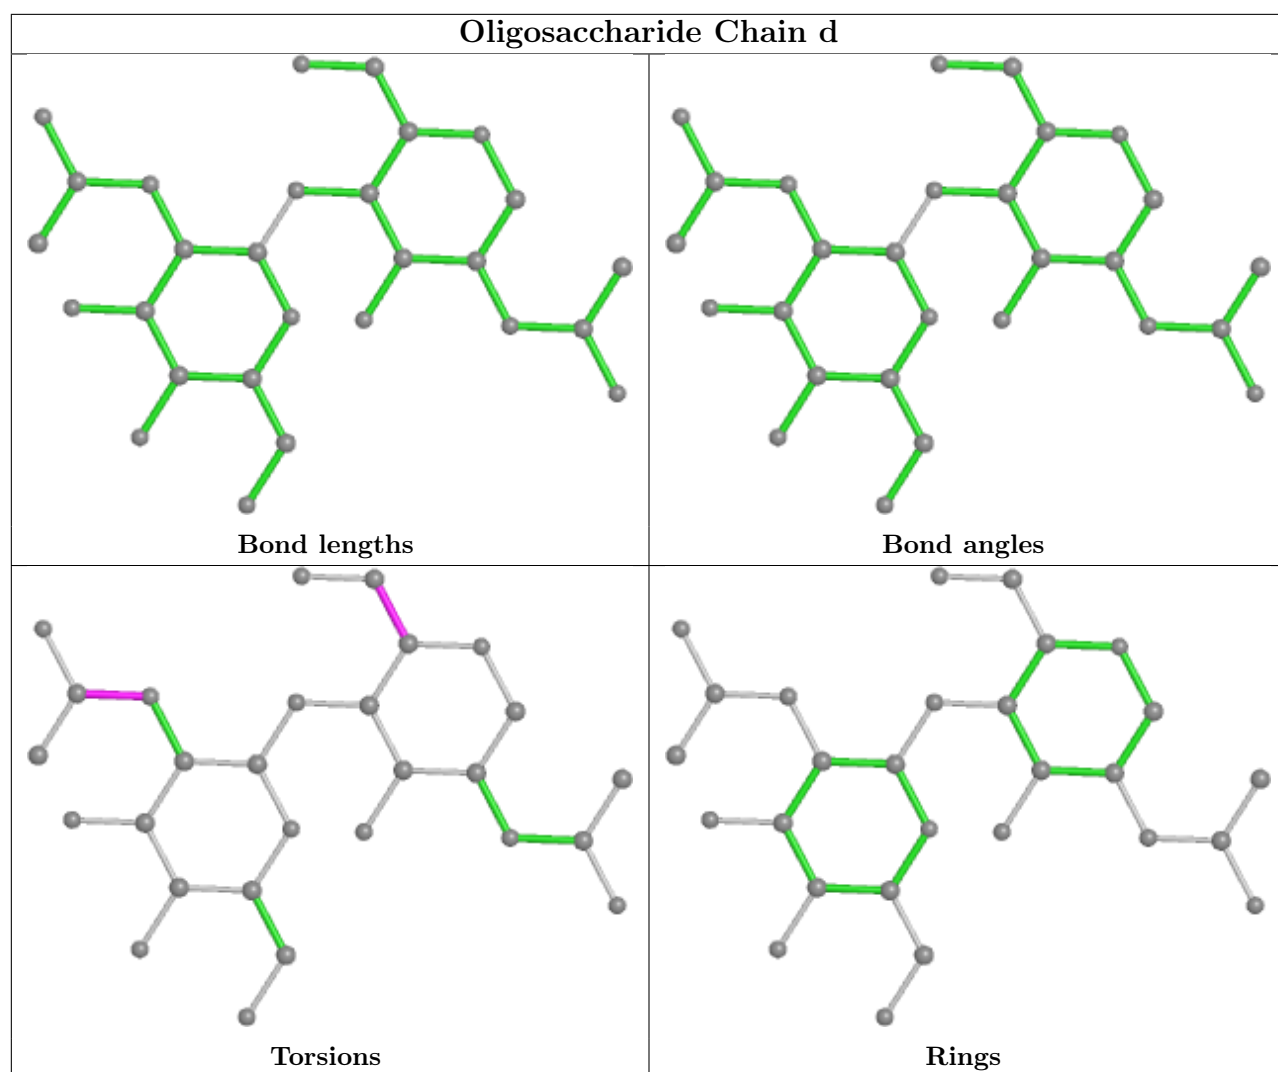 Oligosaccharide Chain d
Bond lengths
Bond angles
Torsions
Rings